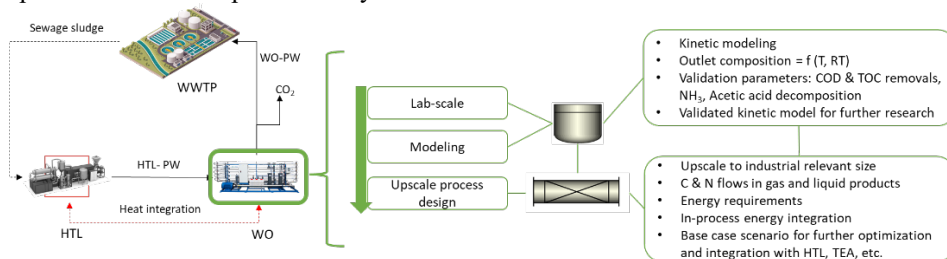 Sewage sludge
WWTP
WO-PW
CO2
HTL- PW
Heat integration
HTL
WO
Lab-scale
Modeling
Upscale process
design
• Kinetic modeling
• Outlet composition = f (T, RT)
• Validation parameters: COD & TOC removals,
NH3, Acetic acid decomposition
• Validated kinetic model for further research
• Upscale to industrial relevant size
• C & N flows in gas and liquid products
• Energy requirements
• In-process energy integration
• Base case scenario for further optimization
and integration with HTL, TEA, etc.